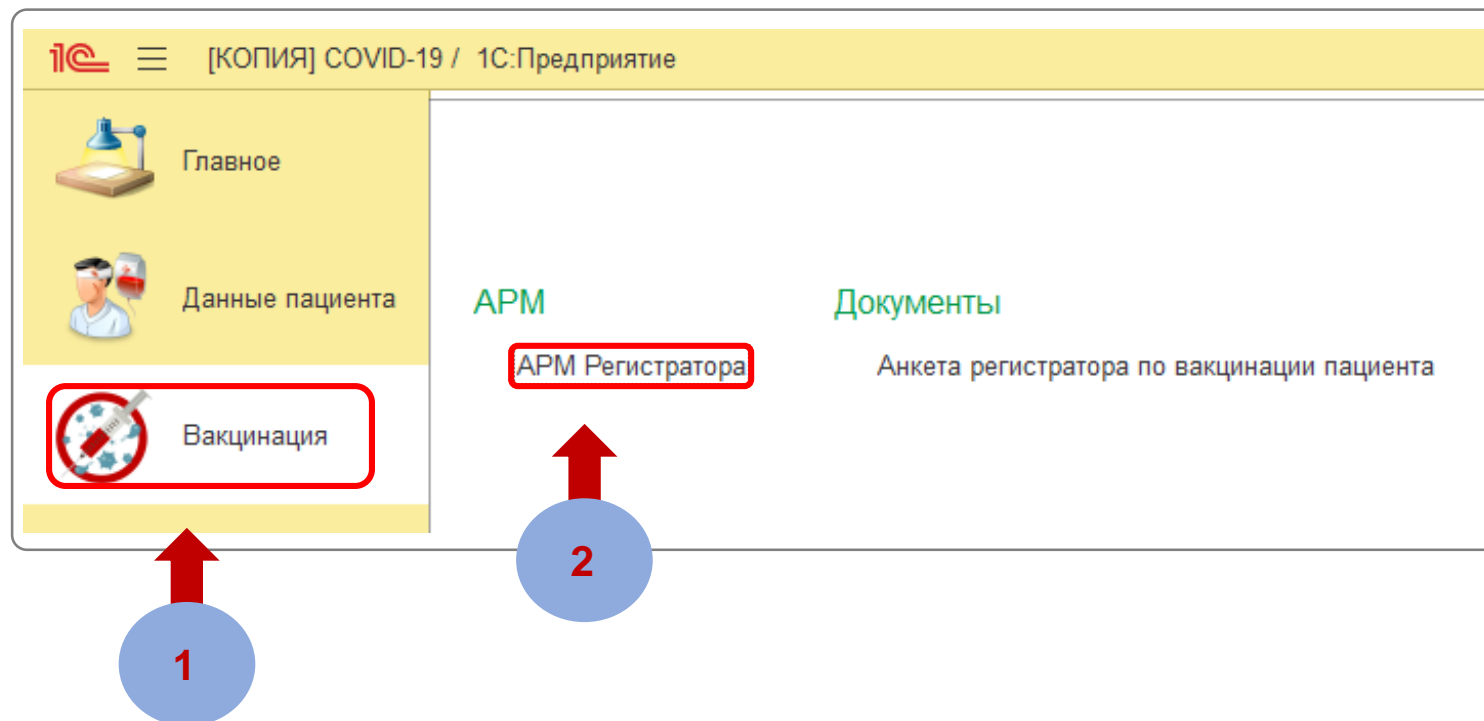 1С [КОПИЯ] COVID-19 / 1С:Предприятие
Главное
Данные пациента
АРМ Документы
АРМ Регистратора Анкета регистратора по вакцинации пациента
Вакцинация
2
1